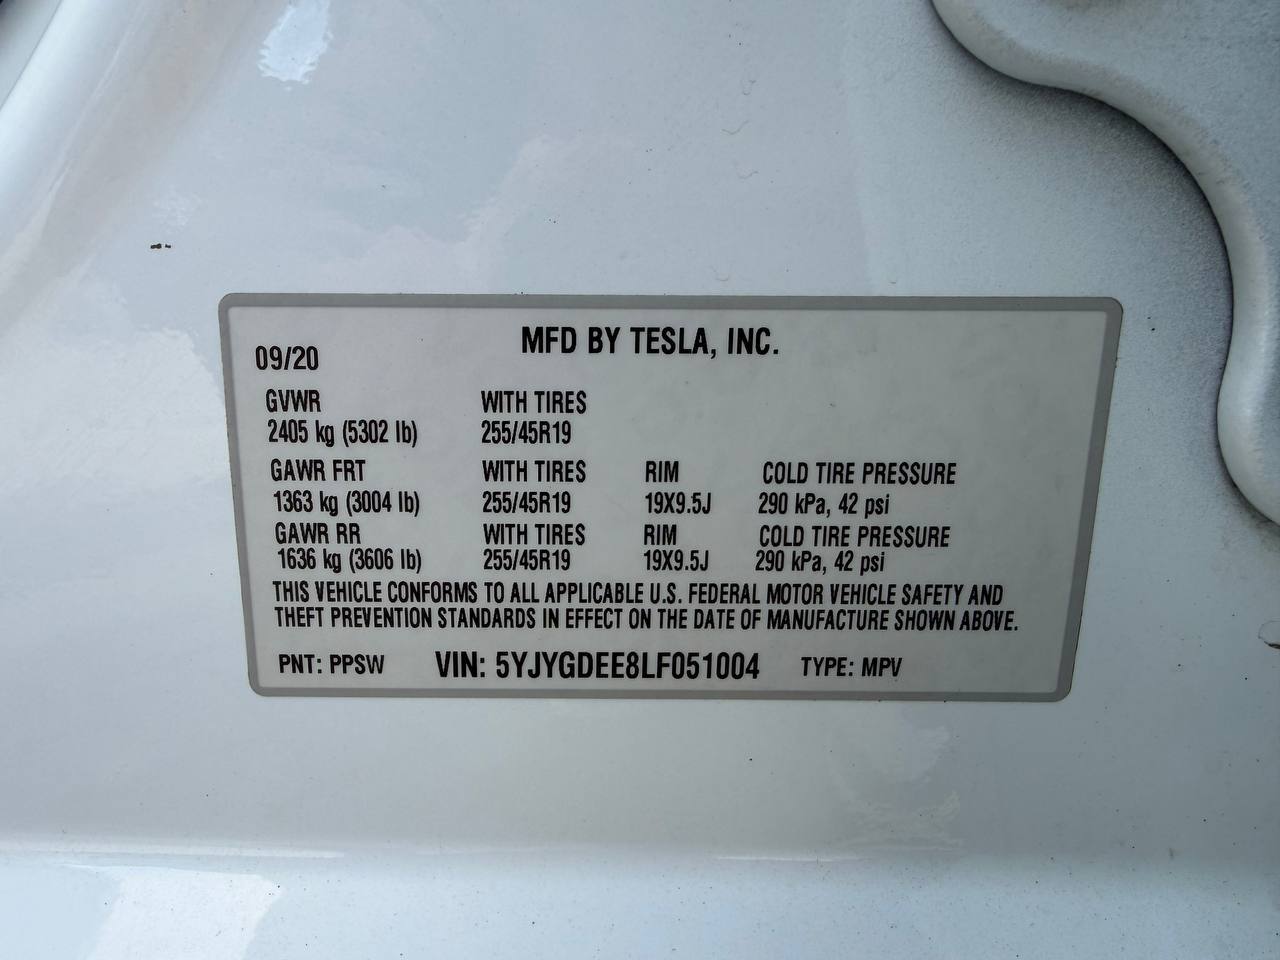 MFD BY TESLA, INC.
09/20
GVWR WITH TIRES
2405 kg (5302 lb) 255/45R19
GAWR FRT WITH TIRES RIM COLD TIRE PRESSURE
1363 kg (3004 lb) 255/45R19 19X9.5J 290 kPa, 42 psi
GAWR RR WITH TIRES RIM COLD TIRE PRESSURE
1636 kg (3606 lb) 255/45R19 19X9.5J 290 kPa, 42 psi
THIS VEHICLE CONFORMS TO ALL APPLICABLE U.S. FEDERAL MOTOR VEHICLE SAFETY AND
THEFT PREVENTION STANDARDS IN EFFECT ON THE DATE OF MANUFACTURE SHOWN ABOVE.
PNT: PPSW VIN: 5YJYGDEE8LF051004 TYPE: MPV